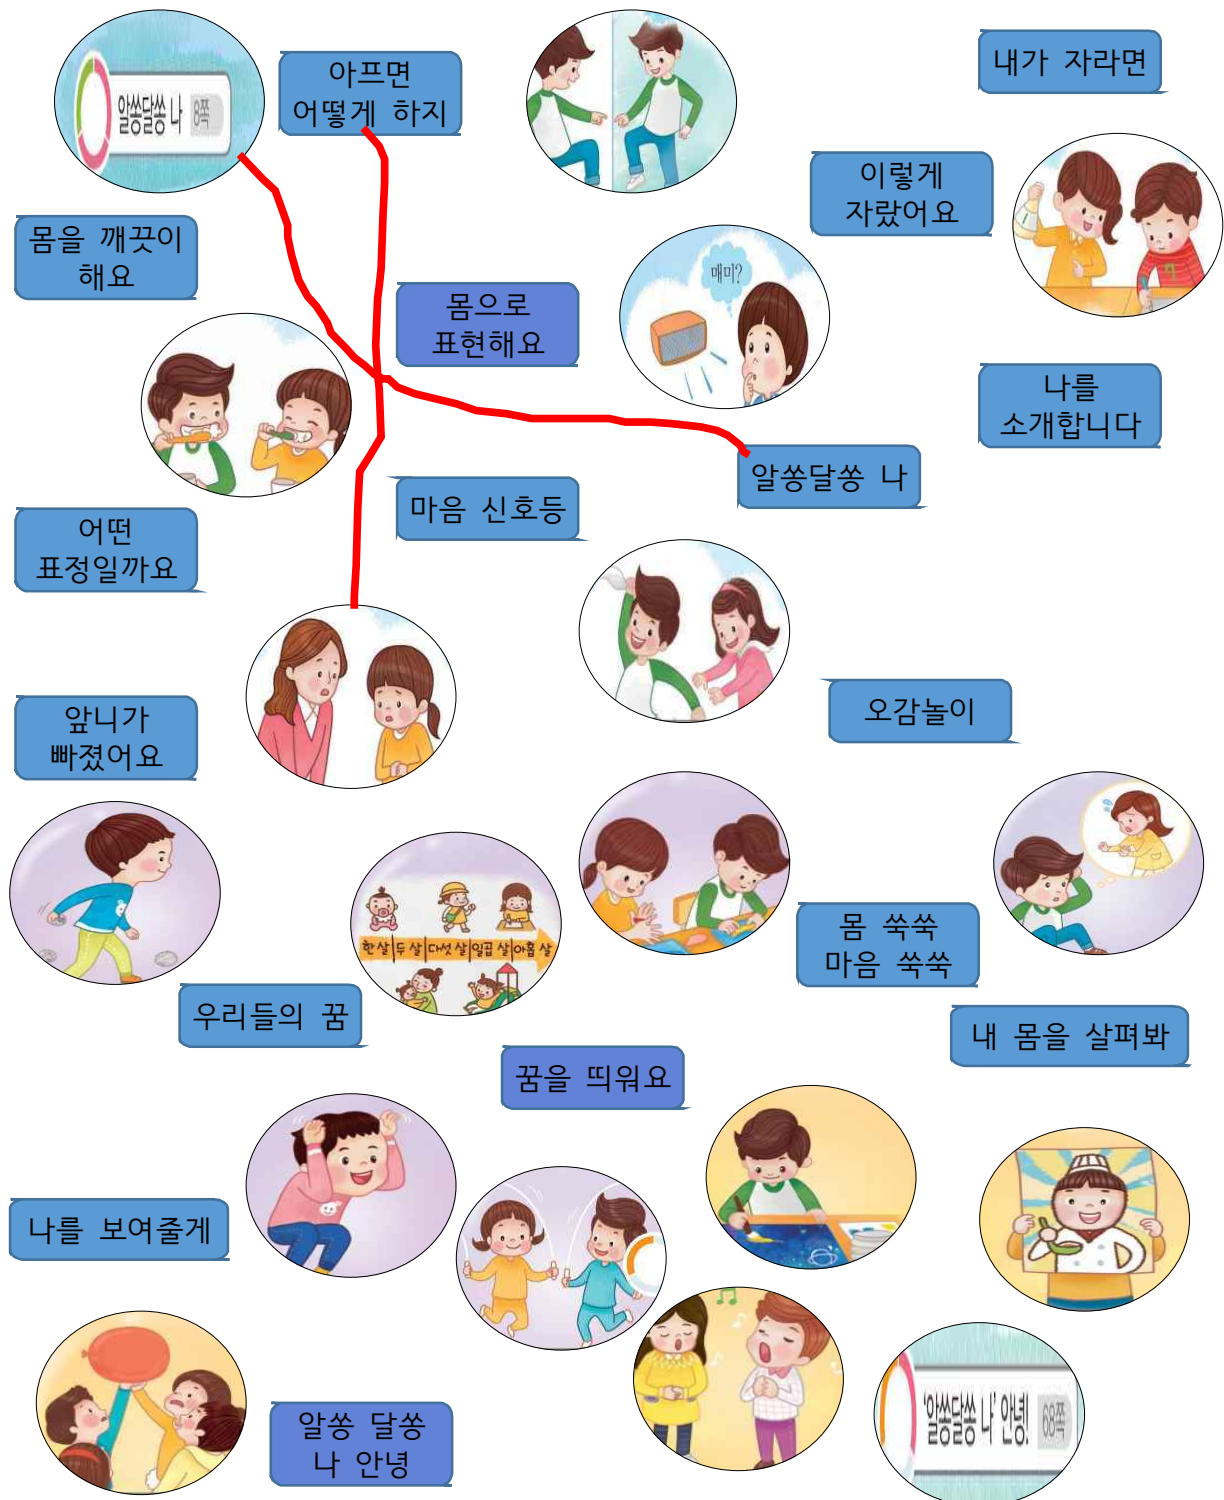 알쏭달쏭 나 8쪽
아프면
어떻게 하지
내가 자라면
이렇게
자랐어요
몸을 깨끗이
해요
매미?
몸으로
표현해요
나를
소개합니다
알쏭달쏭 나
마음 신호등
어떤
표정일까요
오감놀이
앞니가
빠졌어요
한 살 두 살 다섯 살 일곱 살 아홉 살
몸 쑥쑥
마음 쑥쑥
우리들의 꿈
내 몸을 살펴봐
꿈을 띄워요
나를 보여줄게
알쏭 달쏭
나 안녕
'알쏭달쏭 나' 안녕! 68쪽